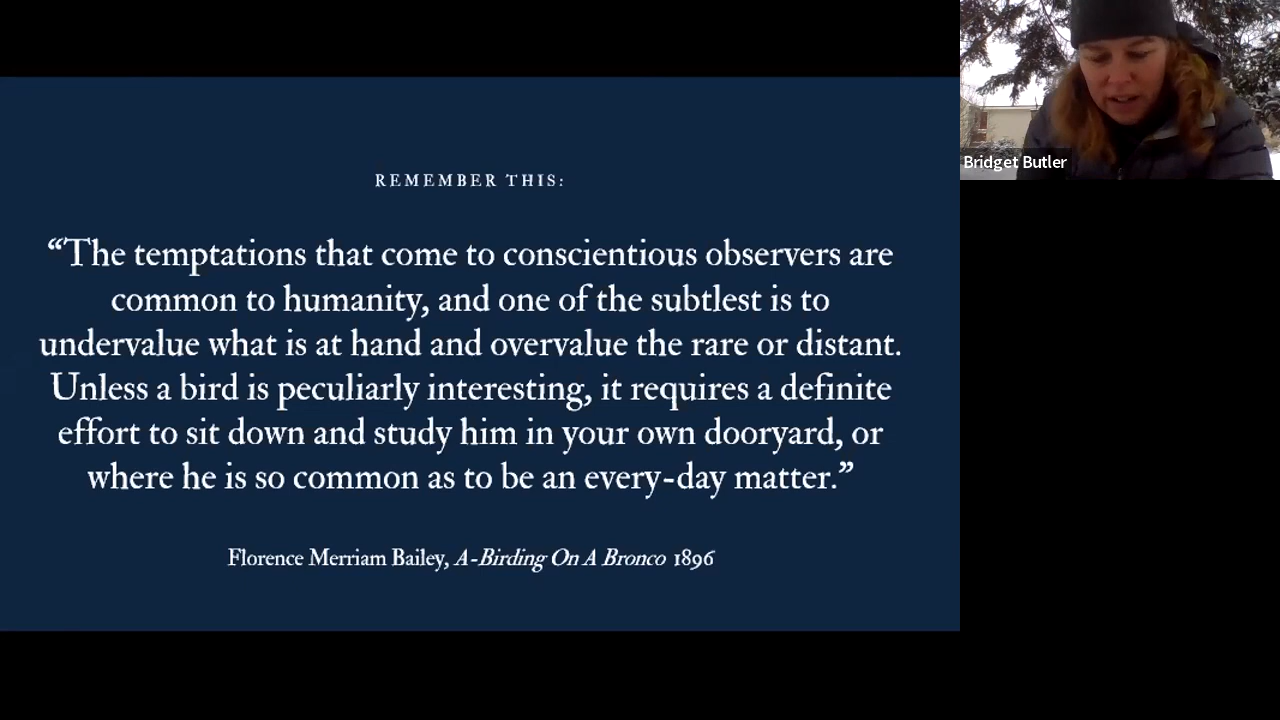 REMEMBER THIS:
“The temptations that come to conscientious observers are
common to humanity, and one of the subtlest is to
undervalue what is at hand and overvalue the rare or distant.
Unless a bird is peculiarly interesting, it requires a definite
effort to sit down and study him in your own dooryard, or
where he is so common as to be an every-day matter.”
Florence Merriam Bailey, A-Birding On A Bronco 1896
Bridget Butler